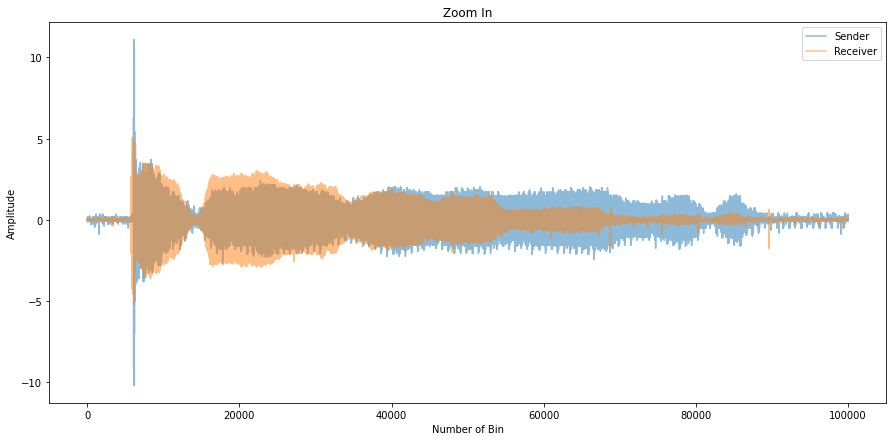 Zoom In
Sender
Receiver
Amplitude
10
5
0
−5
−10
0
20000
40000
60000
80000
100000
Number of Bin